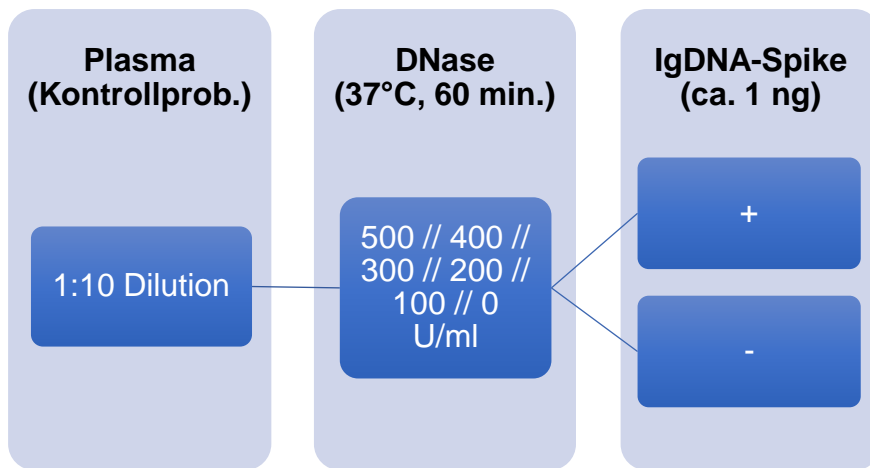 Plasma
(Kontrollprob.)
1:10 Dilution
DNase
(37°C, 60 min.)
500 // 400 //
300 // 200 //
100 // 0
U/ml
IgDNA-Spike
(ca. 1 ng)
+
-